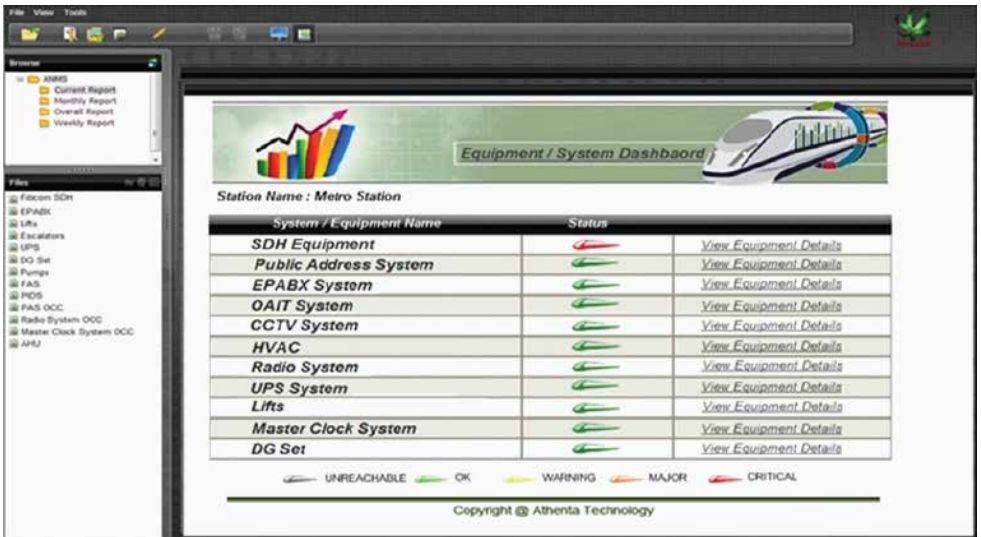 File View Tools
Browse
ANMS
Current Report
Monthly Report
Overall Report
Weekly Report
Files
Fibcom SDH
EPABX
Lifts
Escalators
UPS
DG Set
Pumps
FAS
PIDS
PAS OCC
Radio System OCC
Master Clock System OCC
AHU
Equipment / System Dashbaord
Station Name : Metro Station
System / Equipment Name Status
SDH Equipment View Equipment Details
Public Address System View Equipment Details
EPABX System View Equipment Details
OAIT System View Equipment Details
CCTV System View Equipment Details
HVAC View Equipment Details
Radio System View Equipment Details
UPS System View Equipment Details
Lifts View Equipment Details
Master Clock System View Equipment Details
DG Set View Equipment Details
UNREACHABLE OK WARNING MAJOR CRITICAL
Copyright @ Athenta Technology